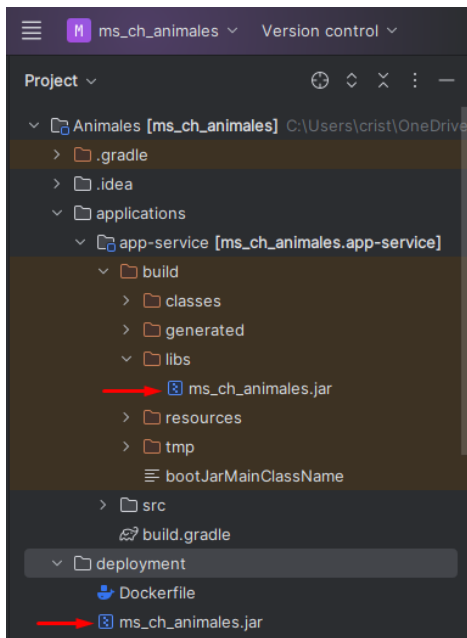 M ms_ch_animales Version control
Project
Animales [ms_ch_animales] C:\Users\crist\OneDrive
.gradle
.idea
applications
app-service [ms_ch_animales.app-service]
build
classes
generated
libs
ms_ch_animales.jar
resources
tmp
bootJarMainClassName
src
build.gradle
deployment
Dockerfile
ms_ch_animales.jar